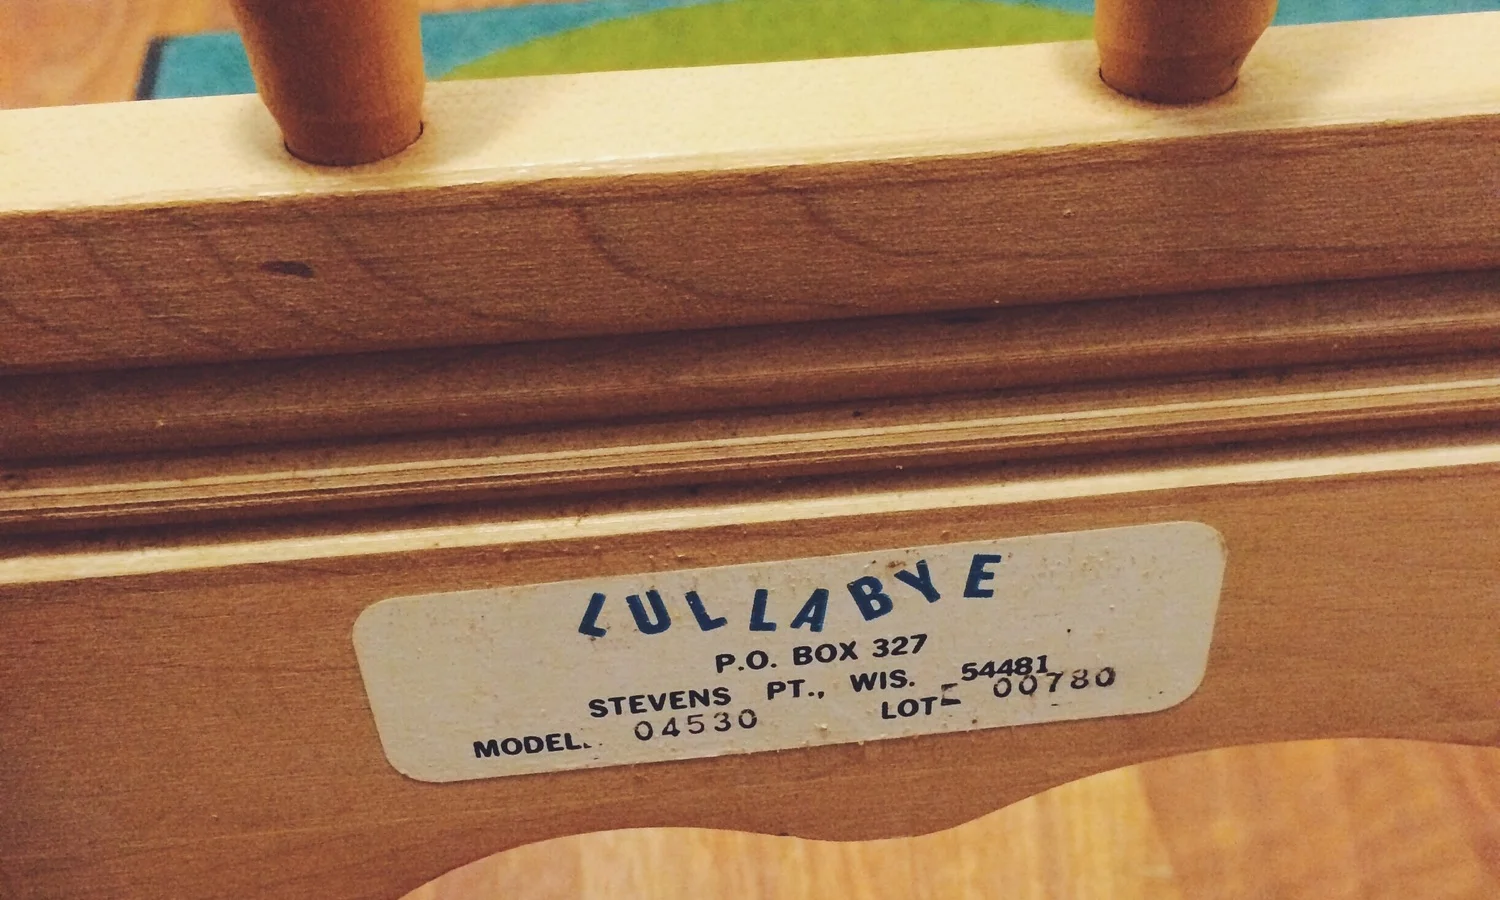 LULLABYE
P.O. BOX 327
STEVENS PT., WIS. 54481
MODEL. 04530 LOT 00780